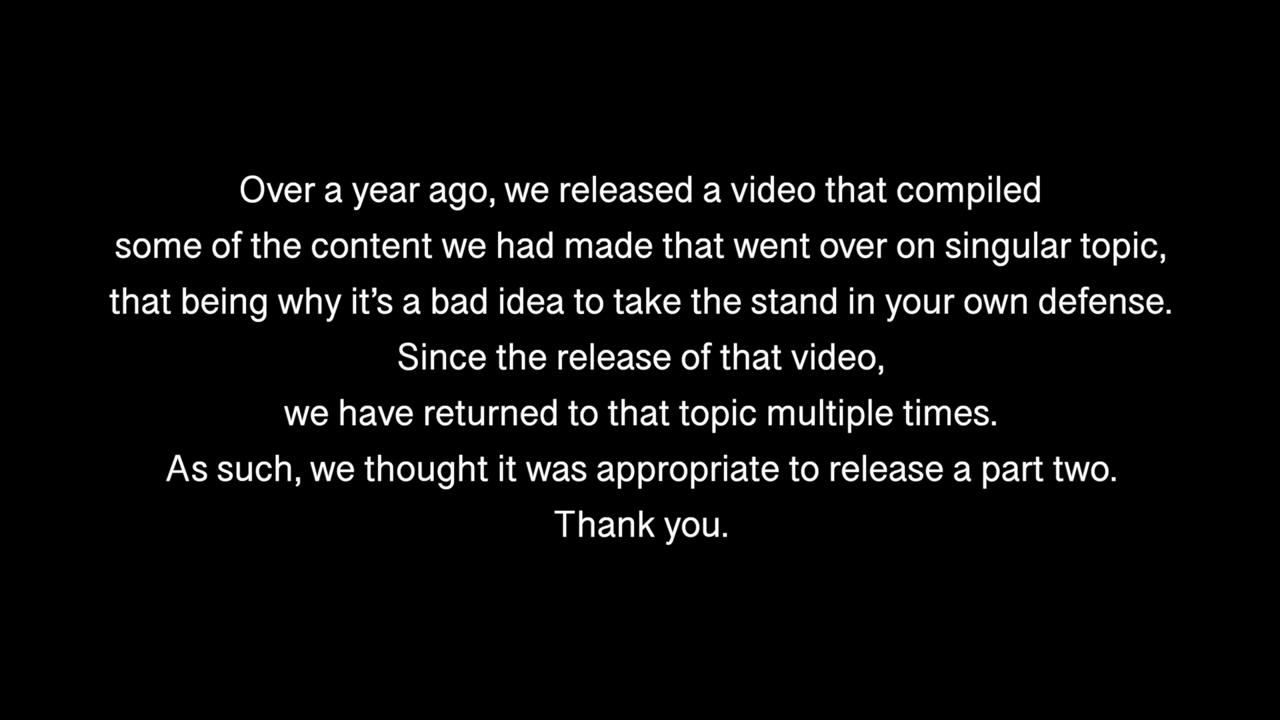 Over a year ago, we released a video that compiled
some of the content we had made that went over on singular topic,
that being why it’s a bad idea to take the stand in your own defense.
Since the release of that video,
we have returned to that topic multiple times.
As such, we thought it was appropriate to release a part two.
Thank you.